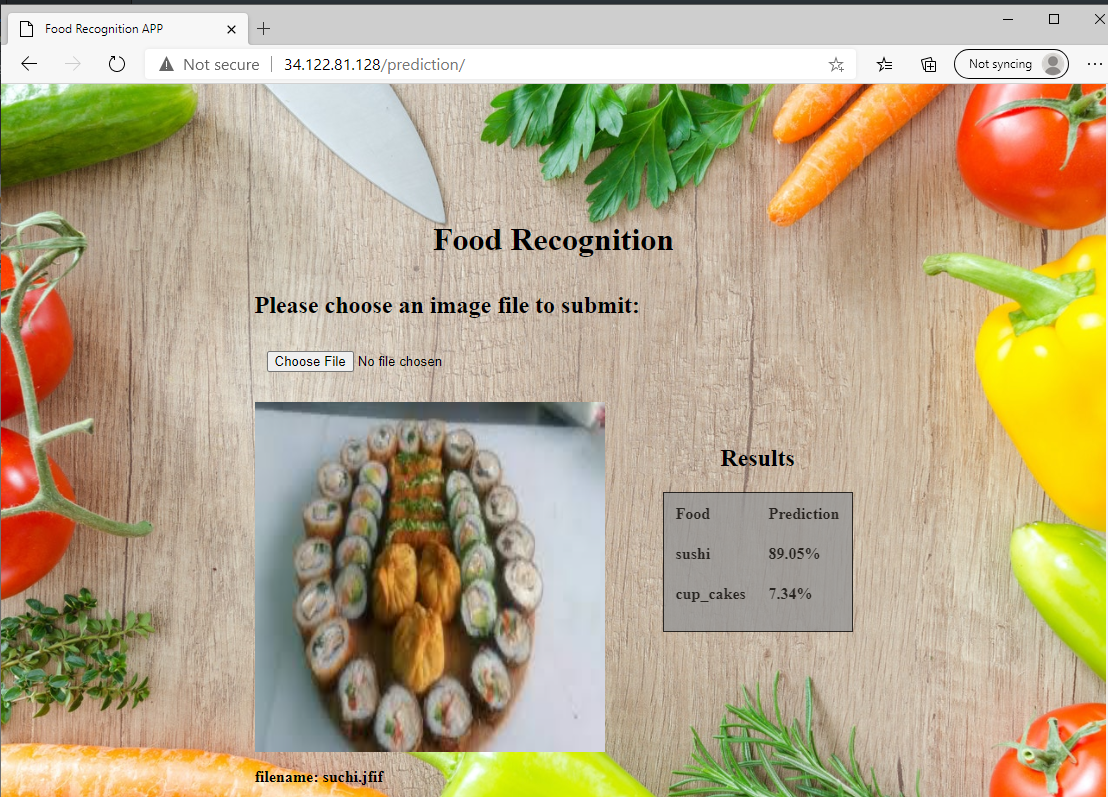 Food Recognition APP
Not secure
34.122.81.128/prediction/
Not syncing
Food Recognition
Please choose an image file to submit:
Choose File No file chosen
Results
Food Prediction
sushi 89.05%
cup_cakes 7.34%
filename: suchi.jfif